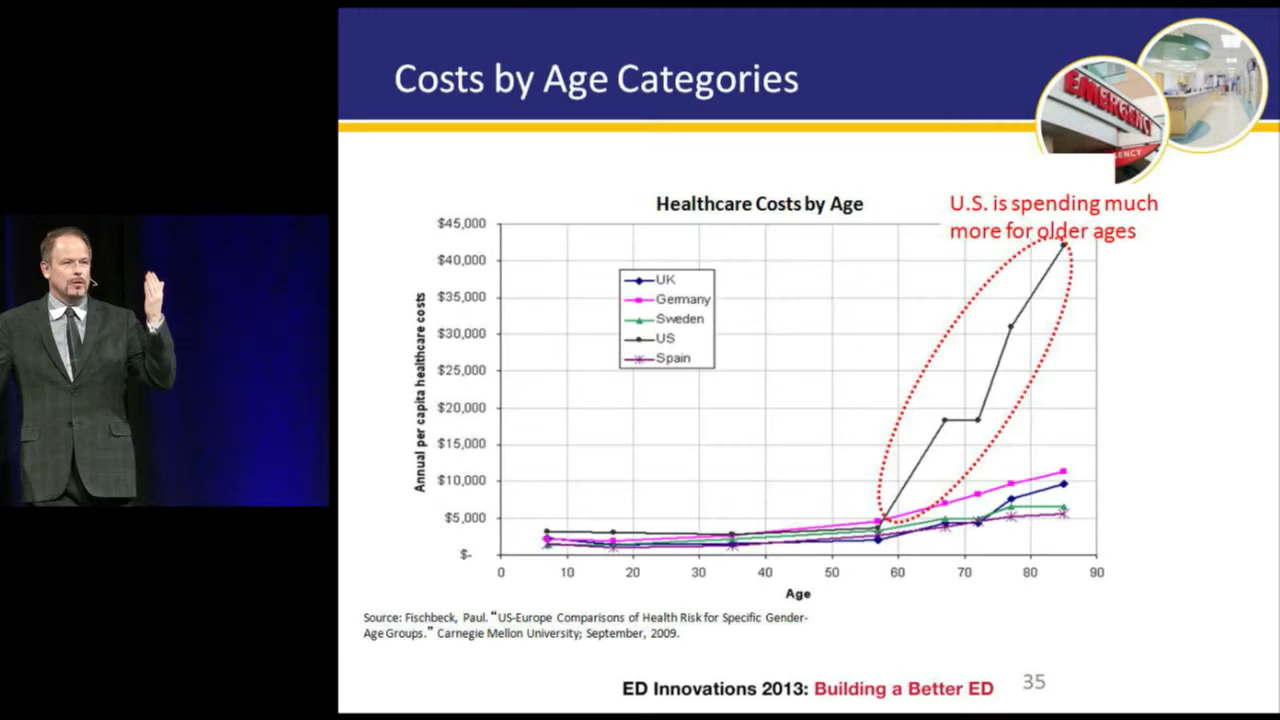 Costs by Age Categories
EMERGENCY
ENCY
Healthcare Costs by Age
U.S. is spending much
more for older ages
Annual per capita healthcare costs
$45,000
$40,000
$35,000
$30,000
$25,000
$20,000
$15,000
$10,000
$5,000
$-
UK
Germany
Sweden
US
Spain
0 10 20 30 40 50 60 70 80 90
Age
Source: Fischbeck, Paul. “US-Europe Comparisons of Health Risk for Specific Gender-
Age Groups.” Carnegie Mellon University; September, 2009.
ED Innovations 2013: Building a Better ED
35